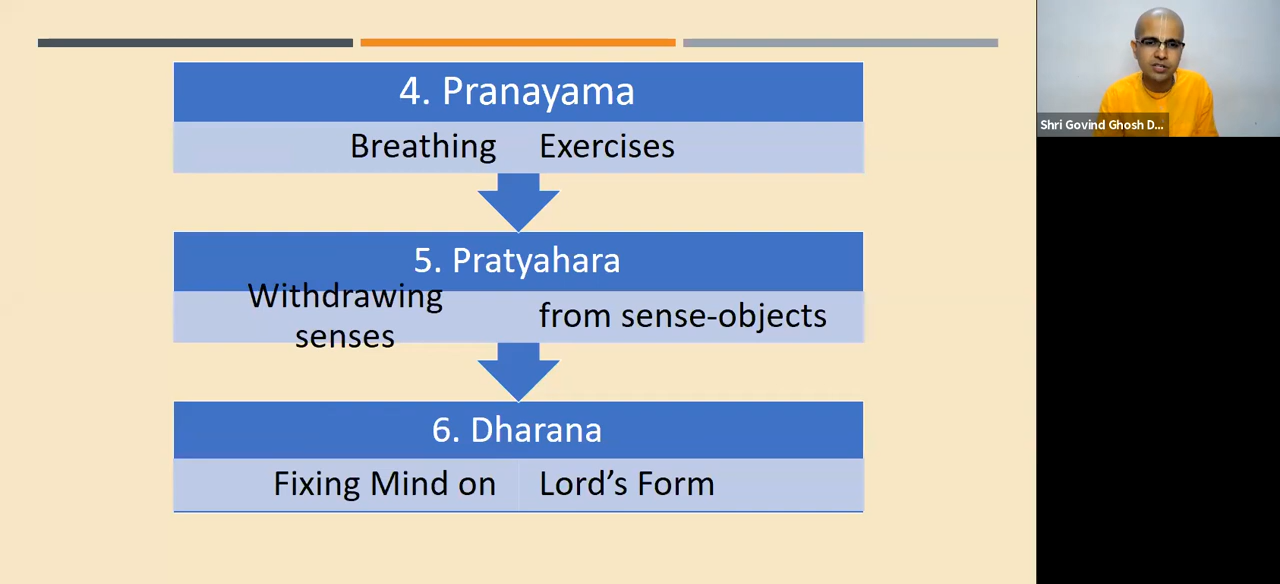 4. Pranayama
Breathing Exercises
5. Pratyahara
Withdrawing
senses
from sense-objects
6. Dharana
Fixing Mind on Lord’s Form
Shri Govind Ghosh D...